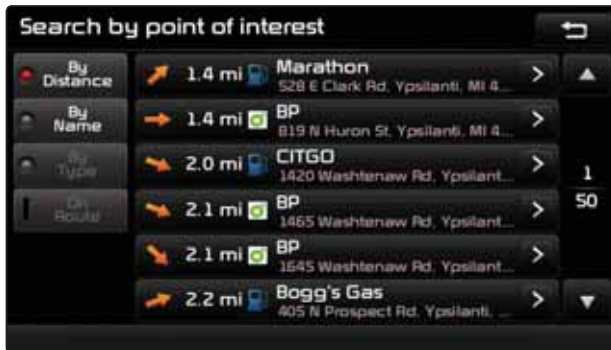 Search by point of interest
By
Distance
By
Name
By
Type
On
Route
1.4 mi
Marathon
528 E Clark Rd, Ypsilanti, MI 4...
1.4 mi
BP
819 N Huron St, Ypsilanti, MI 4...
2.0 mi
CITGO
1420 Washtenaw Rd, Ypsilant...
2.1 mi
BP
1465 Washtenaw Rd, Ypsilant...
2.1 mi
BP
1645 Washtenaw Rd, Ypsilant...
2.2 mi
Bogg's Gas
405 N Prospect Rd, Ypsilanti, ...
1
50